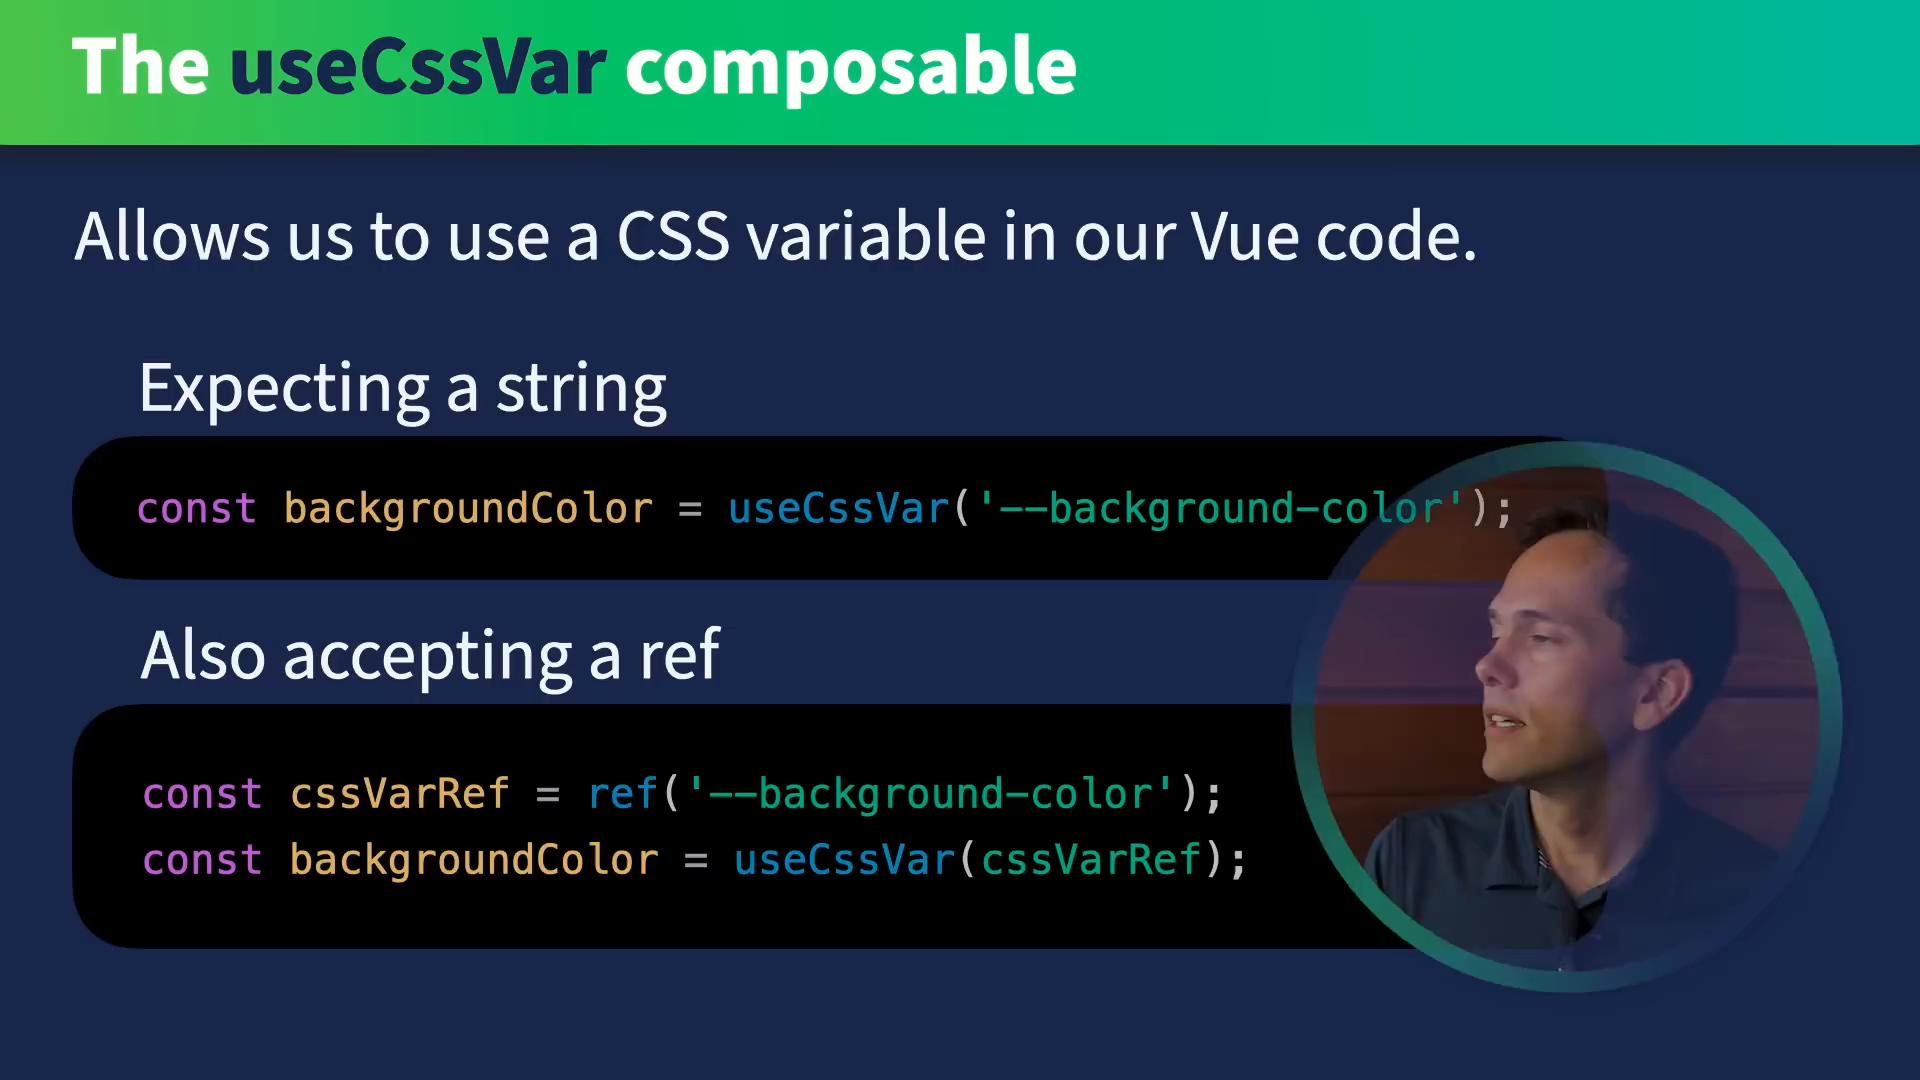 The useCssVar composable
Allows us to use a CSS variable in our Vue code.
Expecting a string
const backgroundColor = useCssVar('--background-color');
Also accepting a ref
const cssVarRef = ref('--background-color');
const backgroundColor = useCssVar(cssVarRef);